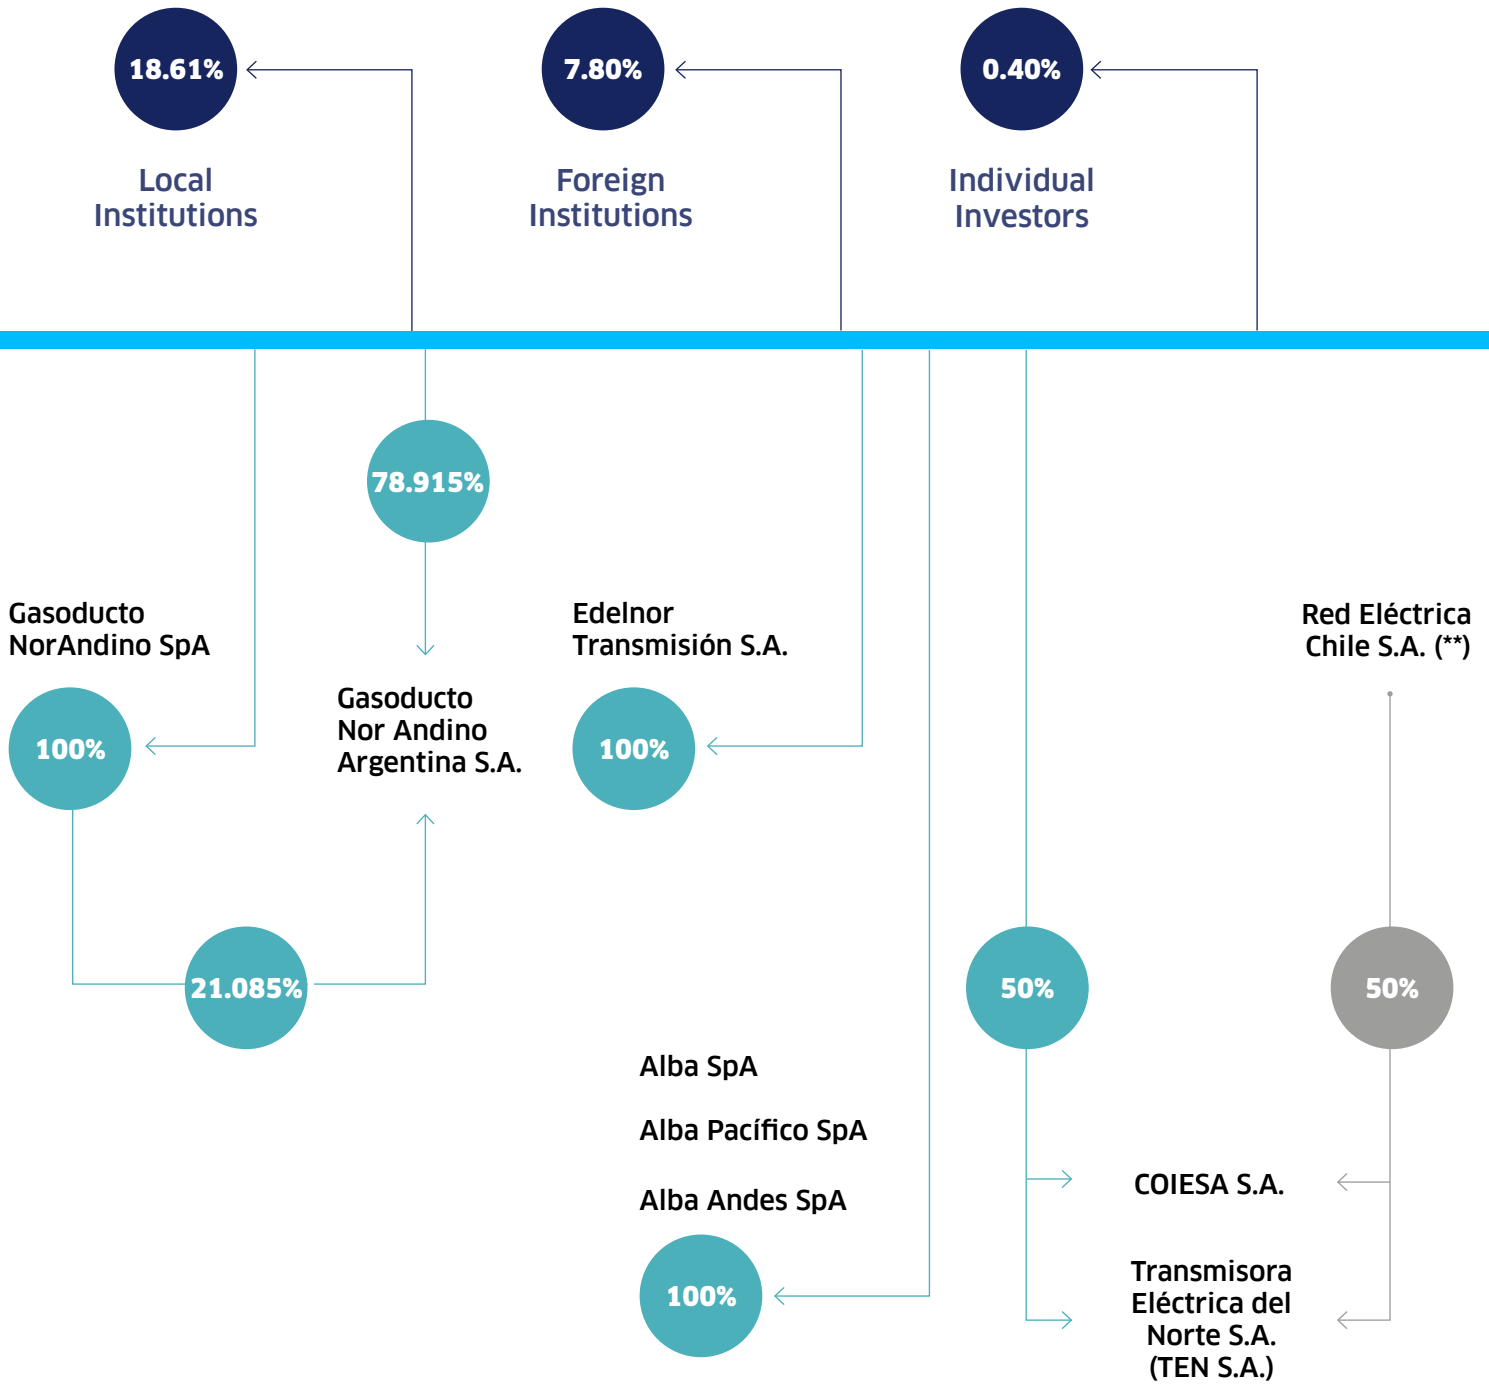 18.61%
7.80%
0.40%
Local
Institutions
Foreign
Institutions
Individual
Investors
78.915%
Gasoducto
NorAndino SpA
100%
Gasoducto
Nor Andino
Argentina S.A.
Edelnor
Transmisión S.A.
100%
Red Eléctrica
Chile S.A. (**)
21.085%
50%
50%
Alba SpA
Alba Pacífico SpA
Alba Andes SpA
100%
COIESA S.A.
Transmisora
Eléctrica del
Norte S.A.
(TEN S.A.)